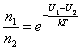 n₁/n₂ = e^(-(U₁-U₂)/kT)